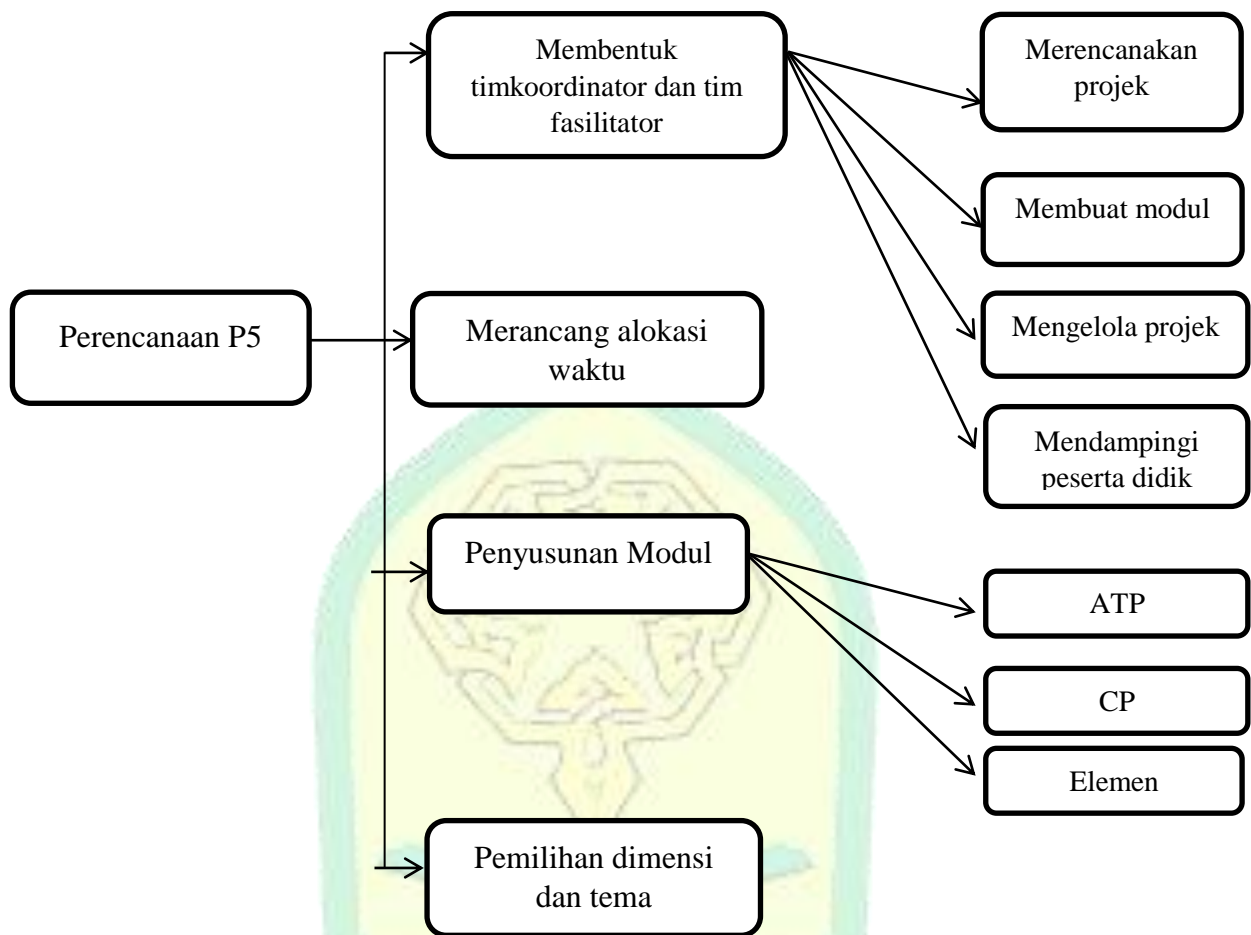 Perencanaan P5
Membentuk
timkoordinator dan tim
fasilitator
Merencanakan
projek
Membuat modul
Mengelola projek
Mendampingi
peserta didik
Merancang alokasi
waktu
Penyusunan Modul
ATP
CP
Elemen
Pemilihan dimensi
dan tema